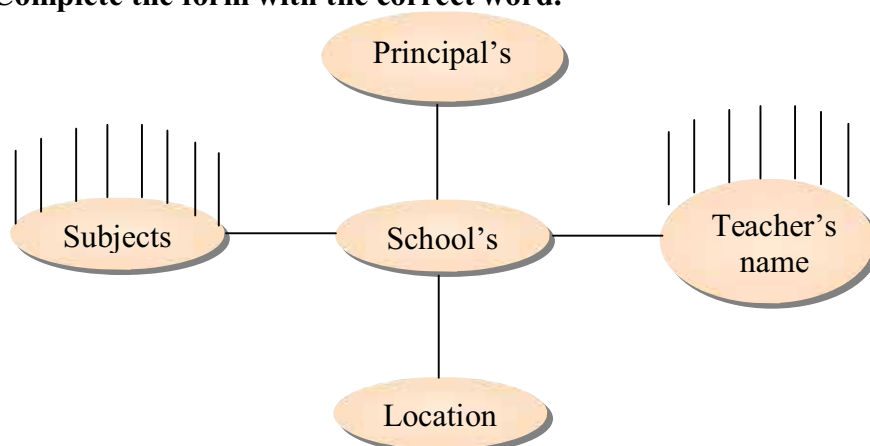 Complete the form with the correct word.
Principal's
Subjects
School's
Teacher's
name
Location